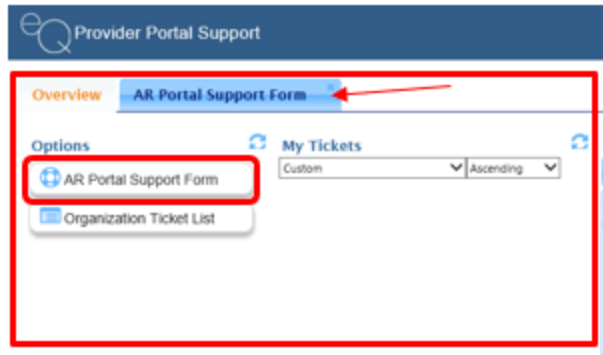 eQ Provider Portal Support
Overview AR Portal Support Form ×
Options My Tickets
Custom Ascending
AR Portal Support Form
Organization Ticket List